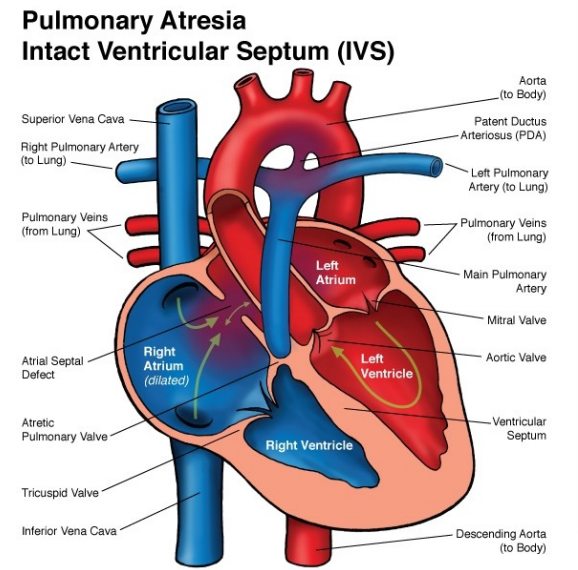 Pulmonary Atresia
Intact Ventricular Septum (IVS)
Superior Vena Cava
Right Pulmonary Artery
(to Lung)
Pulmonary Veins
(from Lung)
Atrial Septal
Defect
Atretic
Pulmonary Valve
Tricuspid Valve
Inferior Vena Cava
Right
Atrium
(dilated)
Left
Atrium
Left
Ventricle
Right Ventricle
Aorta
(to Body)
Patent Ductus
Arteriosus (PDA)
Left Pulmonary
Artery (to Lung)
Pulmonary Veins
(from Lung)
Main Pulmonary
Artery
Mitral Valve
Aortic Valve
Ventricular
Septum
Descending Aorta
(to Body)